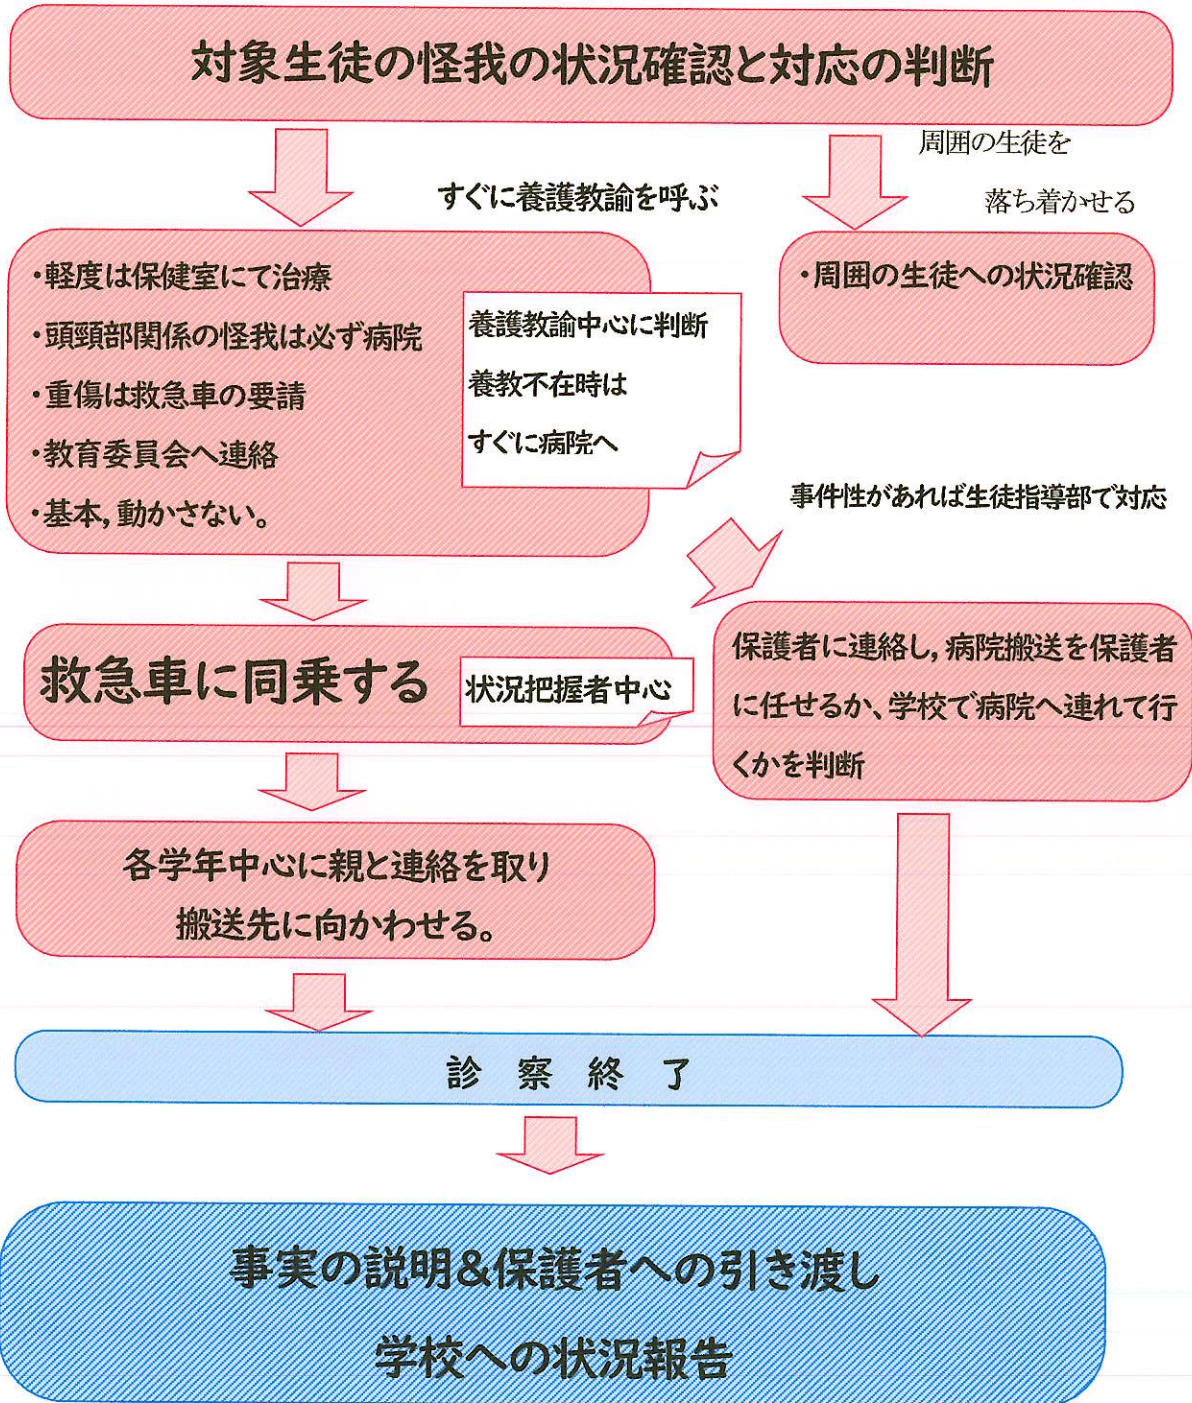 対象生徒の怪我の状況確認と対応の判断
周囲の生徒を
すぐに養護教諭を呼ぶ
落ち着かせる
・軽度は保健室にて治療
・頭頸部関係の怪我は必ず病院
・重傷は救急車の要請
・教育委員会へ連絡
・基本，動かさない。
養護教諭中心に判断
養教不在時は
すぐに病院へ
・周囲の生徒への状況確認
事件性があれば生徒指導部で対応
救急車に同乗する
状況把握者中心
保護者に連絡し，病院搬送を保護者
に任せるか、学校で病院へ連れて行
くかを判断
各学年中心に親と連絡を取り
搬送先に向かわせる。
診　察　終　了
事実の説明&保護者への引き渡し
学校への状況報告